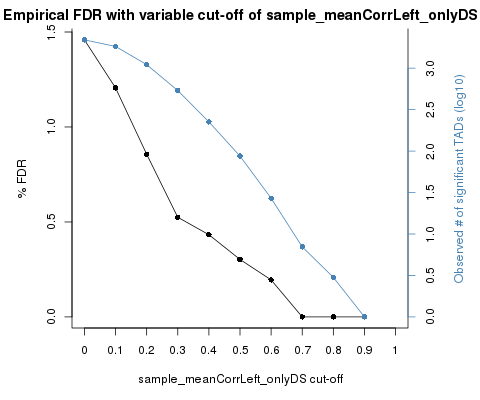 Empirical FDR with variable cut-off of sample_meanCorrLeft_onlyDS
1.5
1.0
0.5
0.0
% FDR
3.0
2.5
2.0
1.5
1.0
0.5
0.0
Observed # of significant TADs (log10)
0 0.1 0.2 0.3 0.4 0.5 0.6 0.7 0.8 0.9 1
sample_meanCorrLeft_onlyDS cut-off